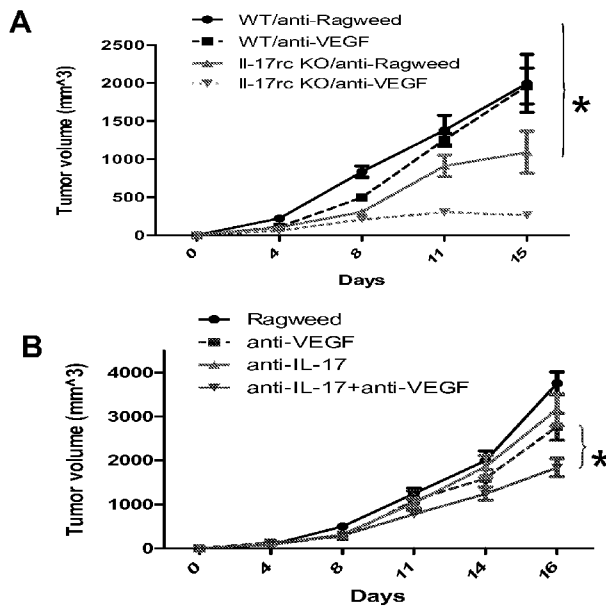 A
WT/anti-Ragweed
WT/anti-VEGF
Il-17rc KO/anti-Ragweed
Il-17rc KO/anti-VEGF
Tumor volume (mm^3)
2500
2000
1500
1000
500
0
*
0 4 8 11 15
Days
B
Ragweed
anti-VEGF
anti-IL-17
anti-IL-17+anti-VEGF
Tumor volume (mm^3)
4000
3000
2000
1000
0
*
0 4 8 11 14 16
Days